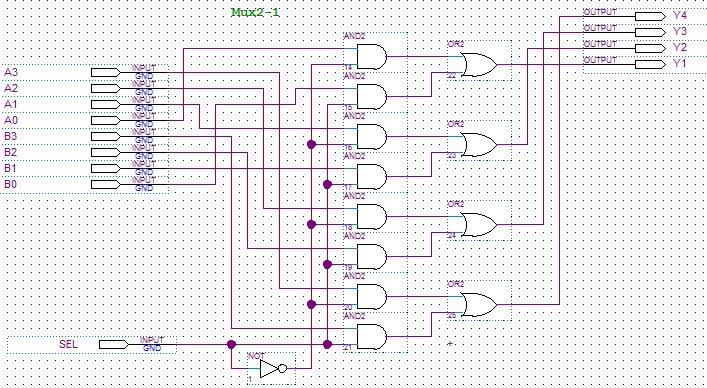 Mux2-1
OUTPUT Y4
OUTPUT Y3
OUTPUT Y2
OUTPUT Y1
A3 INPUT GND
A2 INPUT GND
A1 INPUT GND
A0 INPUT GND
B3 INPUT GND
B2 INPUT GND
B1 INPUT GND
B0 INPUT GND
SEL INPUT GND
NOT
1
AND2
14
AND2
15
AND2
16
AND2
17
AND2
18
AND2
19
AND2
20
AND2
21
OR2
22
OR2
23
OR2
24
OR2
25